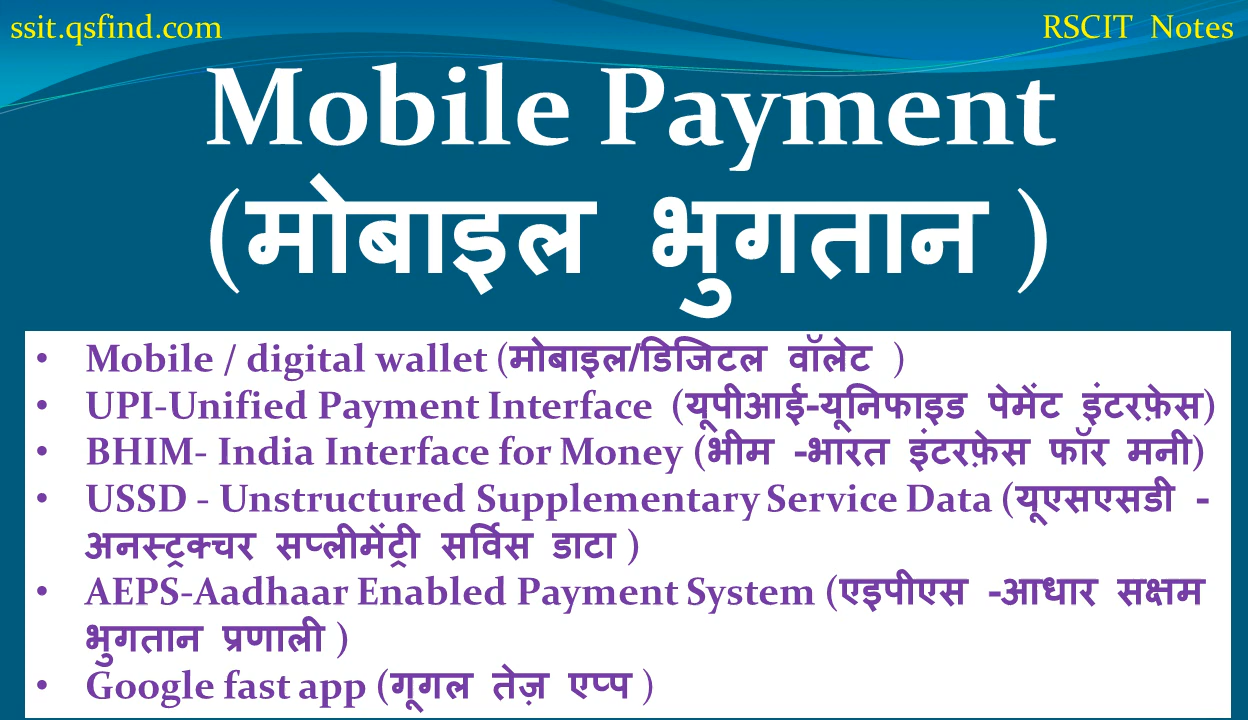 ssit.qsfind.com
RSCIT Notes
Mobile Payment
(मोबाइल भुगतान )
• Mobile / digital wallet (मोबाइल/डिजिटल वॉलेट )
• UPI-Unified Payment Interface (यूपीआई-यूनिफाइड पेमेंट इंटरफ़ेस)
• BHIM- India Interface for Money (भीम -भारत इंटरफ़ेस फॉर मनी)
• USSD - Unstructured Supplementary Service Data (यूएसएसडी -
अनस्ट्रक्चर सप्लीमेंट्री सर्विस डाटा )
• AEPS-Aadhaar Enabled Payment System (एइपीएस -आधार सक्षम
भुगतान प्रणाली )
• Google fast app (गूगल तेज़ एप्प )